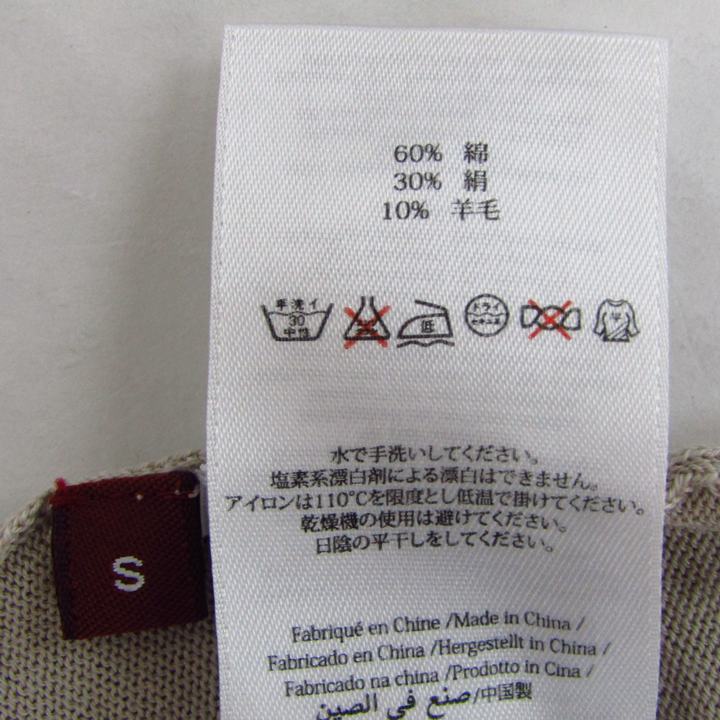 60% 綿
30% 絹
10% 羊毛
手洗イ
30
中性
低
ドライ
セキユ系
平
水で手洗いしてください。
塩素系漂白剤による漂白はできません。
アイロンは110℃を限度とし低温で掛けてください。
乾燥機の使用は避けてください。
日陰の平干しをしてください。
S
Fabriqué en Chine /Made in China /
Fabricado en China /Hergestellt in China /
Fabricado na china /Prodotto in Cina /
صنع في الصين/中国製